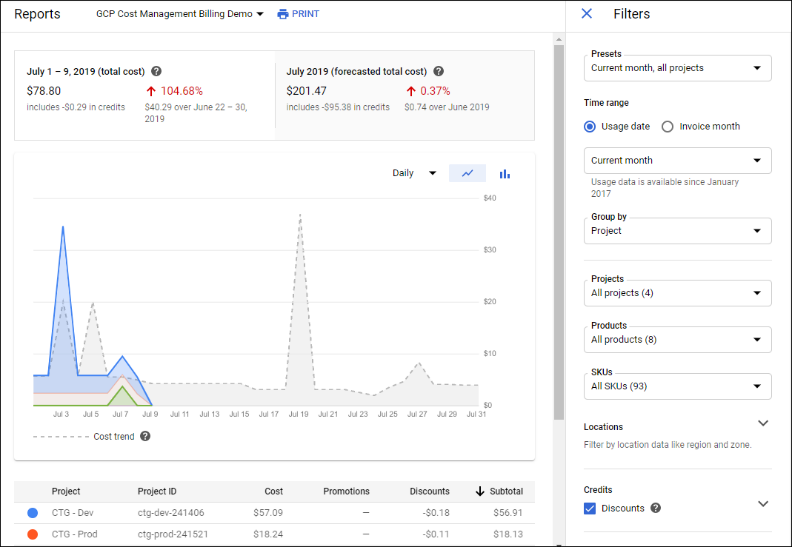 Reports GCP Cost Management Billing Demo PRINT
July 1 – 9, 2019 (total cost)
$78.80 104.68%
includes -$0.29 in credits $40.29 over June 22 – 30,
2019
July 2019 (forecasted total cost)
$201.47 0.37%
includes -$95.38 in credits $0.74 over June 2019
Daily
$40
$30
$20
$10
$0
Jul 3 Jul 5 Jul 7 Jul 9 Jul 11 Jul 13 Jul 15 Jul 17 Jul 19 Jul 21 Jul 23 Jul 25 Jul 27 Jul 29 Jul 31
Cost trend
Project Project ID Cost Promotions Discounts Subtotal
CTG - Dev ctg-dev-241406 $57.09 — -$0.18 $56.91
CTG - Prod ctg-prod-241521 $18.24 — -$0.11 $18.13
Filters
Presets
Current month, all projects
Time range
Usage date Invoice month
Current month
Usage data is available since January
2017
Group by
Project
Projects
All projects (4)
Products
All products (8)
SKUs
All SKUs (93)
Locations
Filter by location data like region and zone.
Credits
Discounts